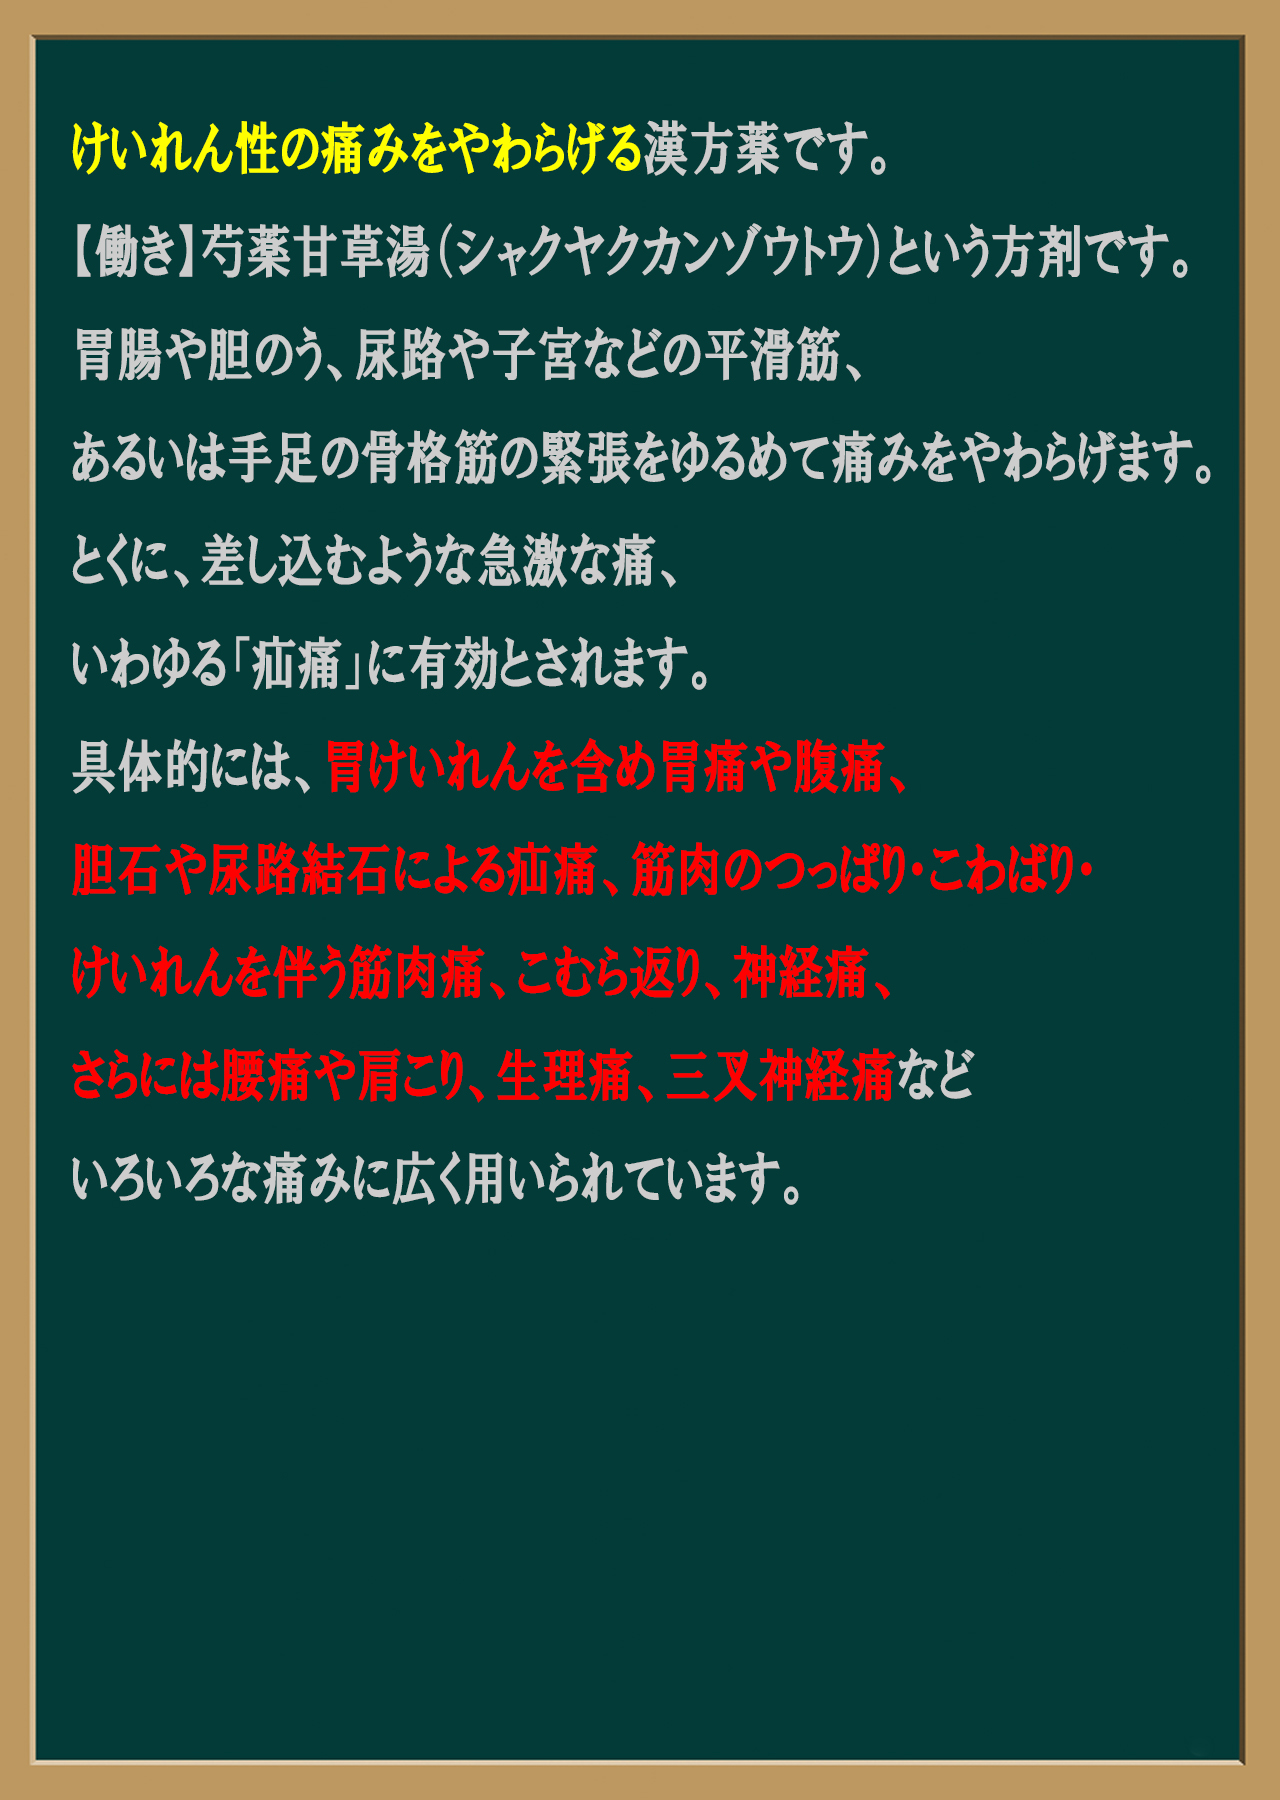 けいれん性の痛みをやわらげる漢方薬です。
【働き】芍薬甘草湯(シャクヤクカンゾウトウ)という方剤です。
胃腸や胆のう、尿路や子宮などの平滑筋、
あるいは手足の骨格筋の緊張をゆるめて痛みをやわらげます。
とくに、差し込むような急激な痛、
いわゆる「疝痛」に有効とされます。
具体的には、胃けいれんを含め胃痛や腹痛、
胆石や尿路結石による疝痛、筋肉のつっぱり・こわばり・
けいれんを伴う筋肉痛、こむら返り、神経痛、
さらには腰痛や肩こり、生理痛、三叉神経痛など
いろいろな痛みに広く用いられています。